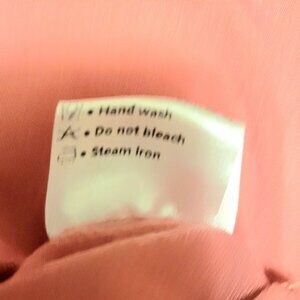 • Hand wash
• Do not bleach
• Steam Iron